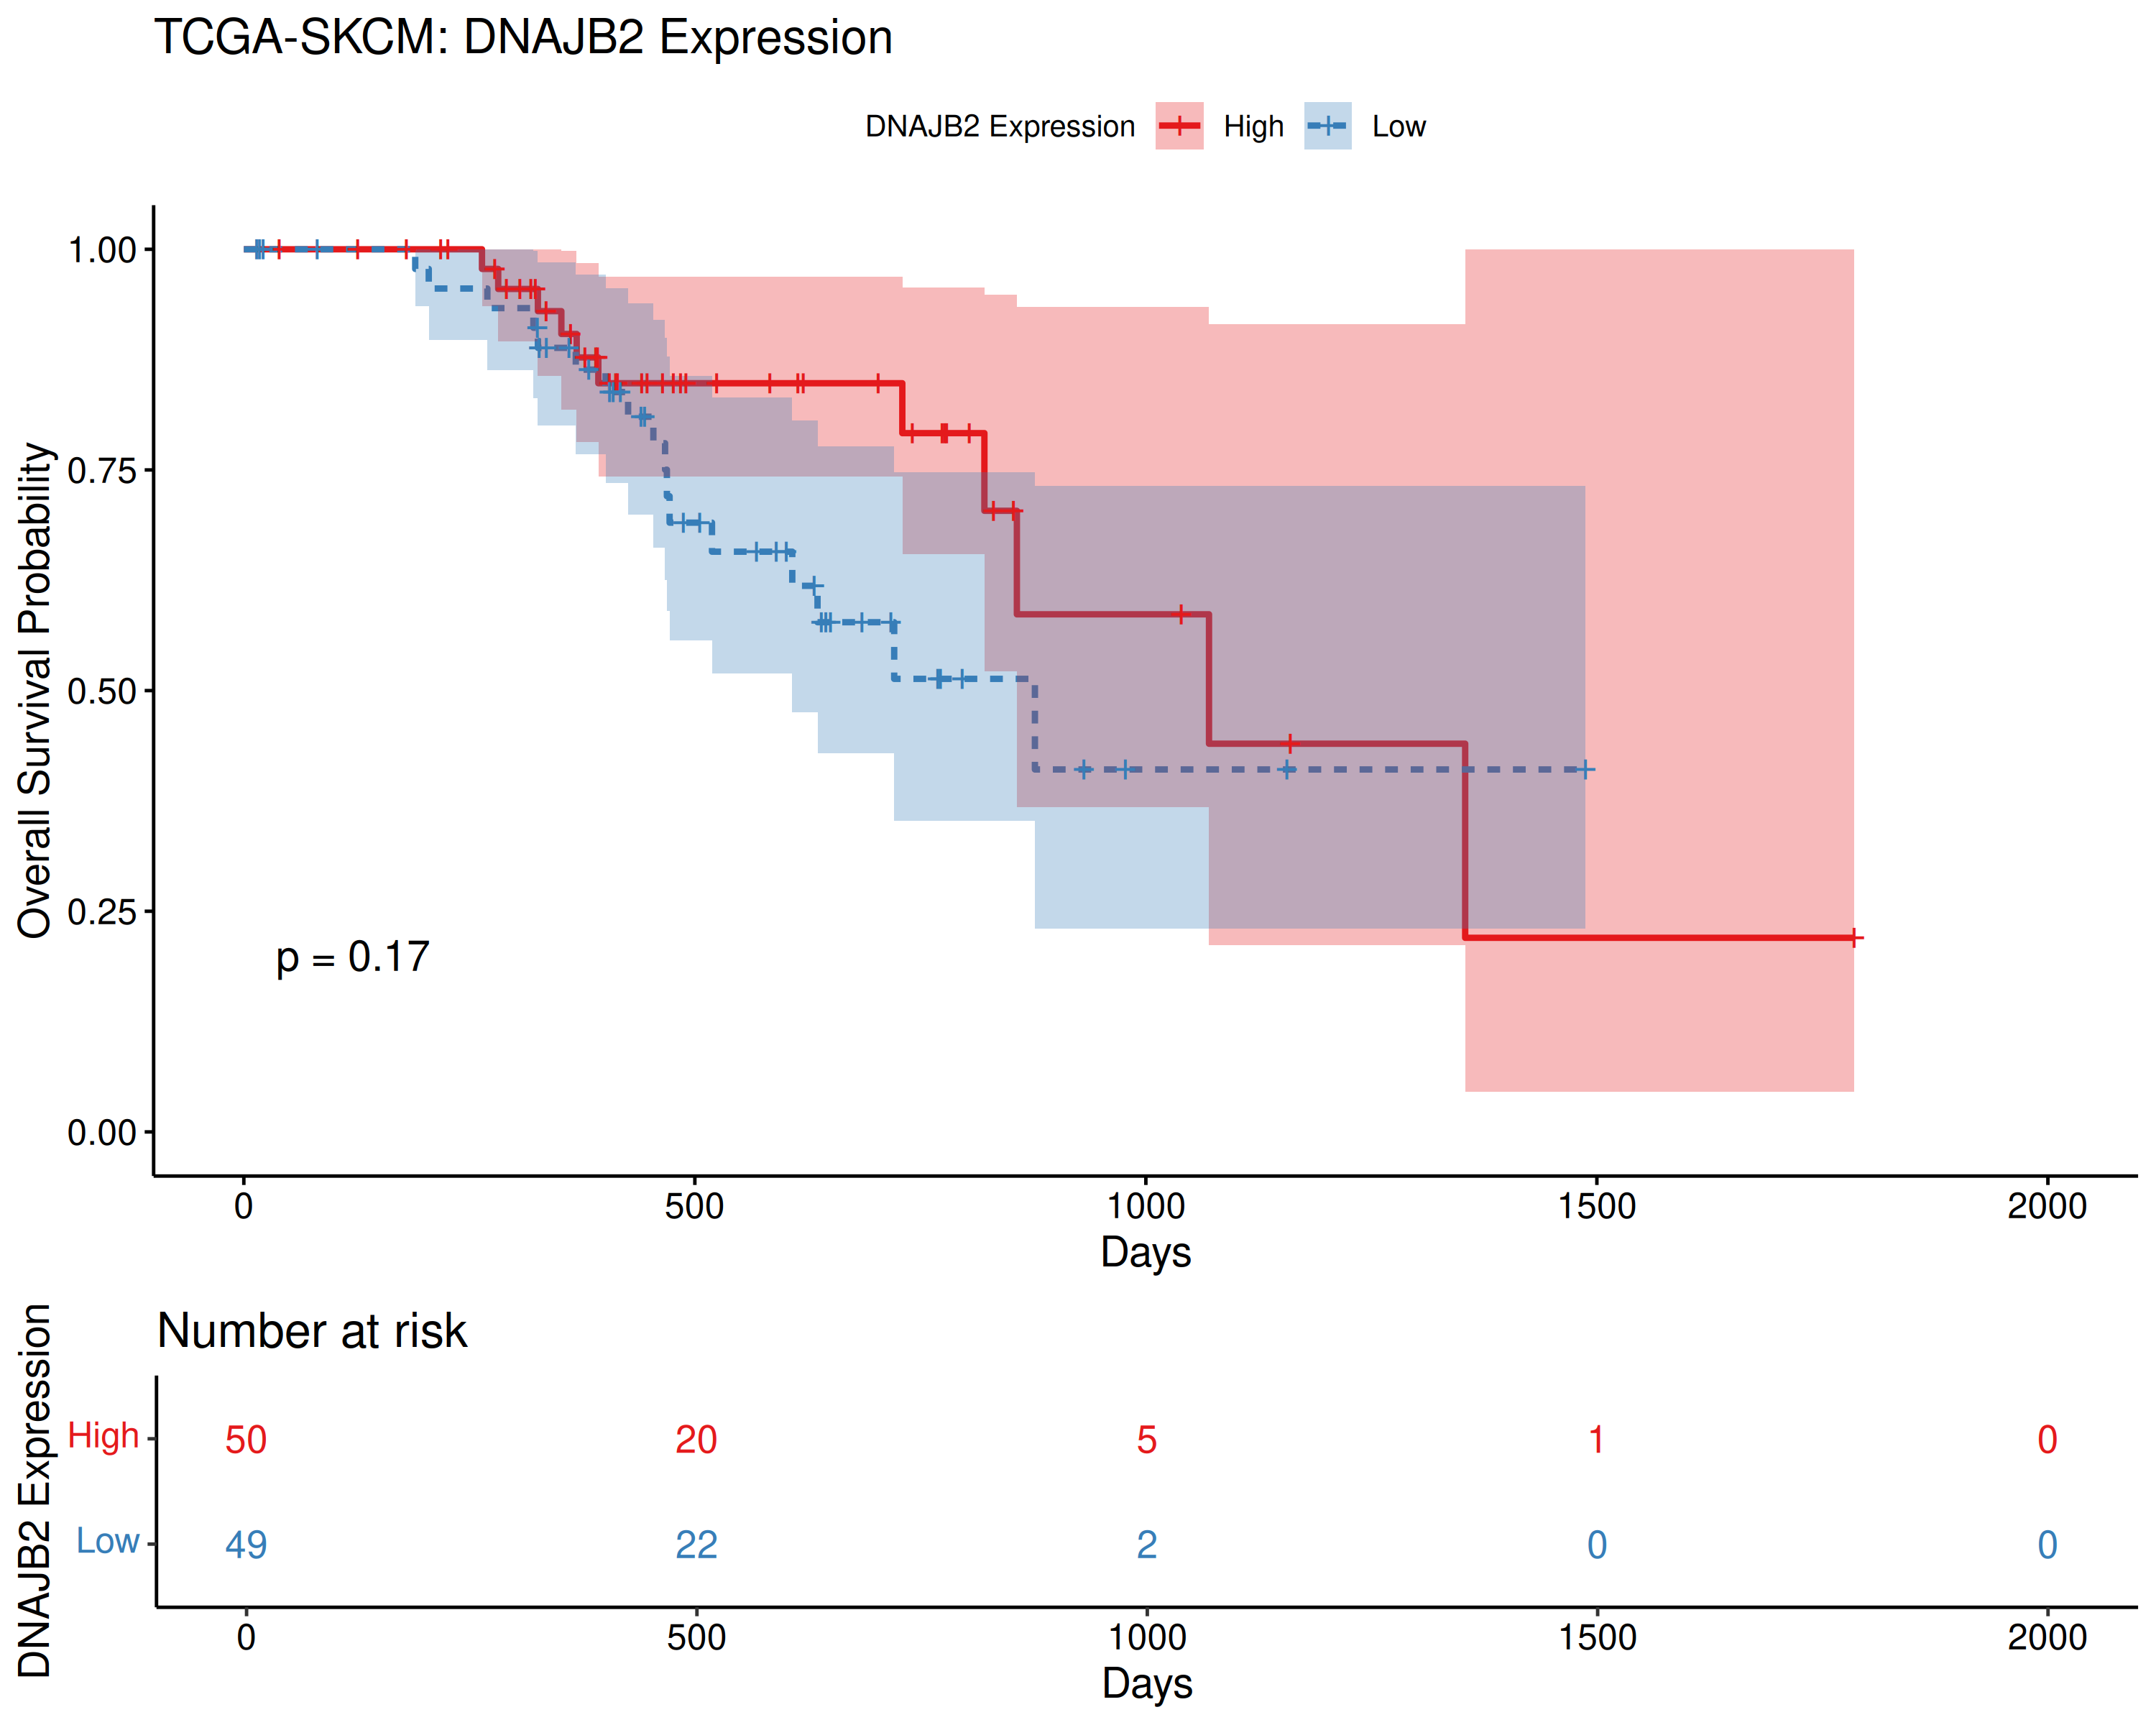 TCGA-SKCM: DNAJB2 Expression
DNAJB2 Expression High Low
Overall Survival Probability
1.00
0.75
0.50
0.25
0.00
p = 0.17
0 500 1000 1500 2000
Days
Number at risk
DNAJB2 Expression
High 50 20 5 1 0
Low 49 22 2 0 0
0 500 1000 1500 2000
Days